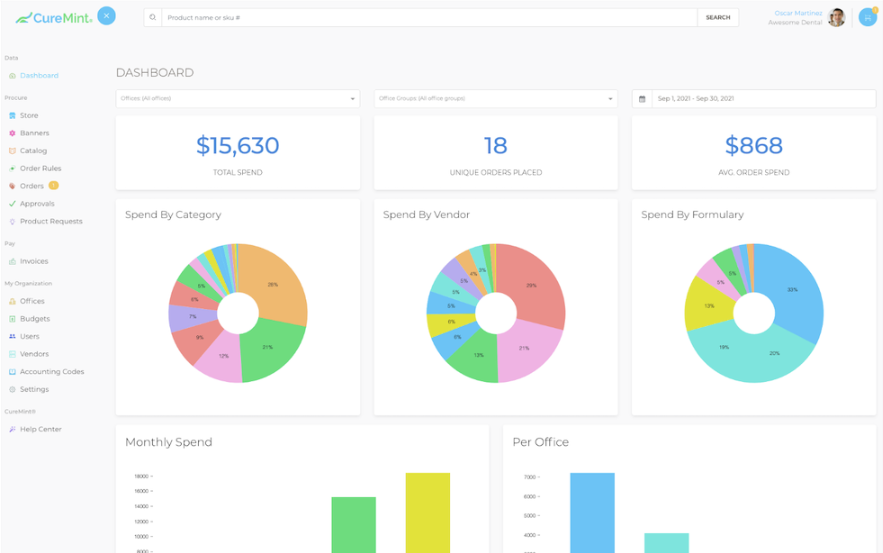 CureMint
Product name or sku #
SEARCH
Oscar Martinez
Awesome Dental
Data
Dashboard
Procure
Store
Banners
Catalog
Order Rules
Orders
Approvals
Product Requests
Pay
Invoices
My Organization
Offices
Budgets
Users
Vendors
Accounting Codes
Settings
CureMint®
Help Center
DASHBOARD
Offices (All offices)
Office Groups (All office groups)
Sep 1, 2021 - Sep 30, 2021
$15,630
TOTAL SPEND
18
UNIQUE ORDERS PLACED
$868
AVG. ORDER SPEND
Spend By Category
21%
12%
9%
7%
6%
5%
Spend By Vendor
29%
21%
13%
6%
5%
5%
5%
4%
3%
Spend By Formulary
33%
20%
13%
5%
5%
Monthly Spend
18000
16000
14000
12000
10000
8000
Per Office
7000
6000
5000
4000